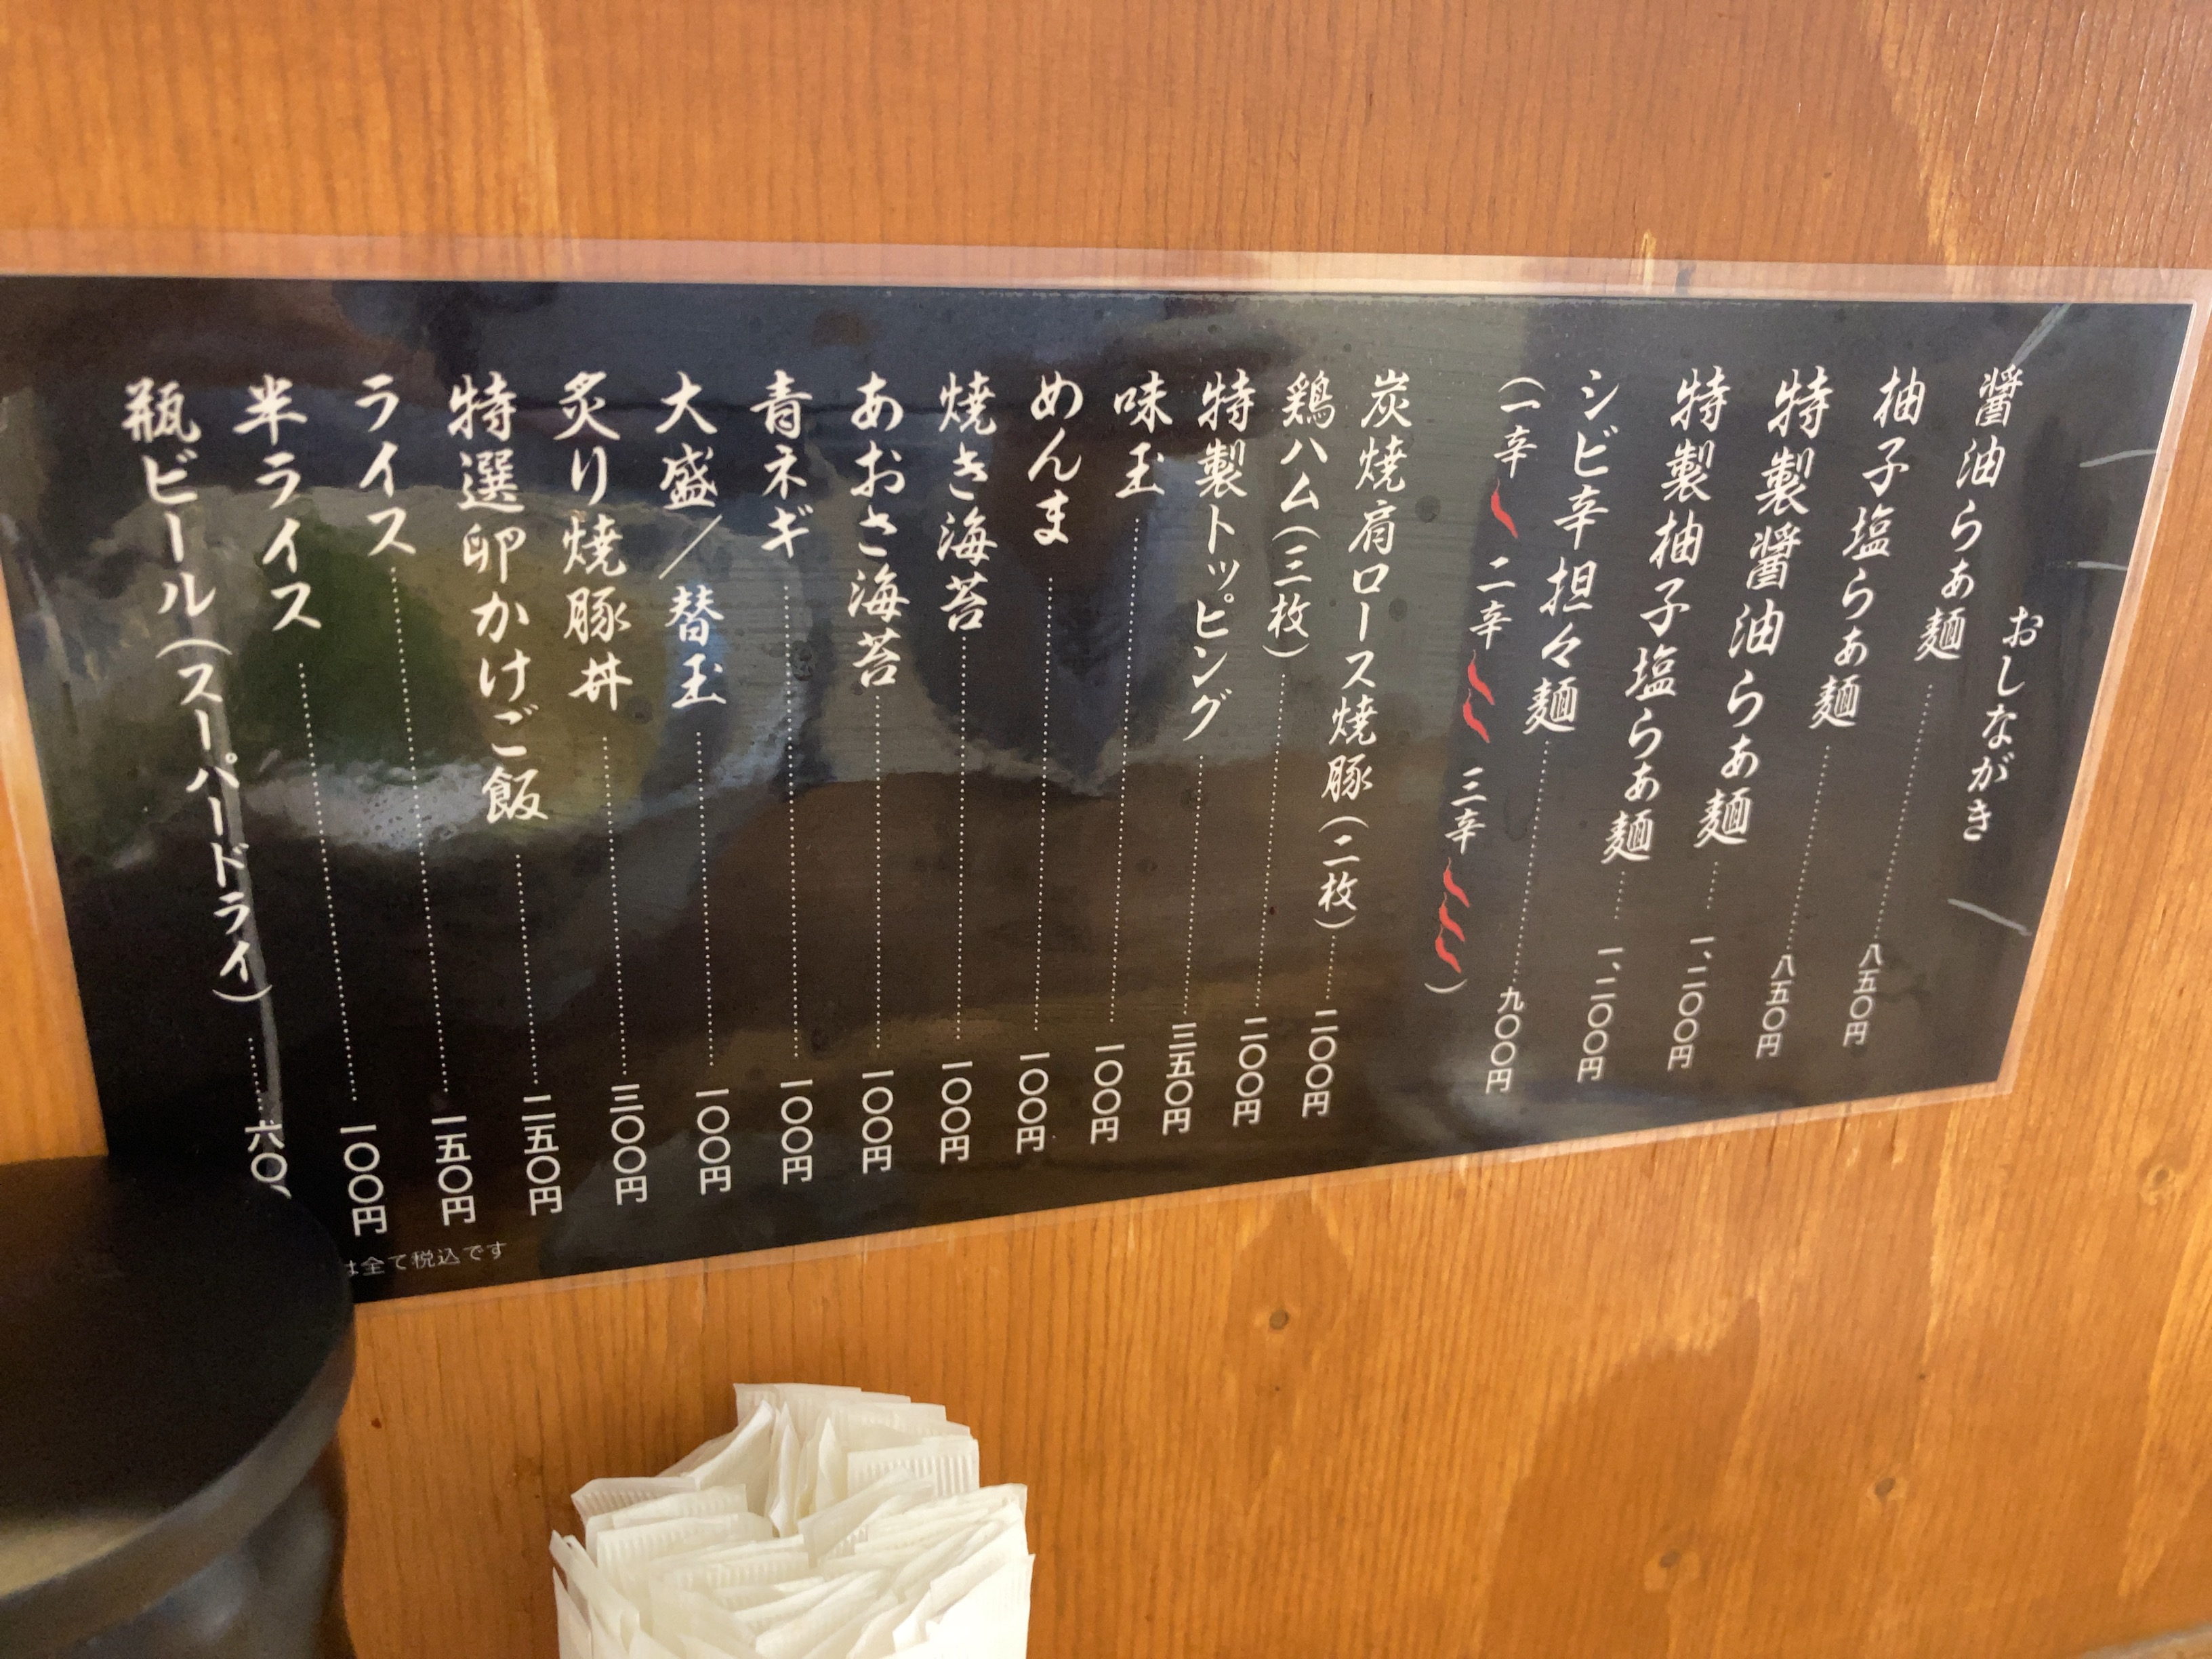 おしながき
醤油らぁ麺 八五〇円
柚子塩らぁ麺 八五〇円
特製醤油らぁ麺 一、二〇〇円
特製柚子塩らぁ麺 一、二〇〇円
シビ辛担々麺 九〇〇円
(一辛 二辛 三辛)
炭焼肩ロース焼豚(二枚) 二〇〇円
鶏ハム(三枚) 二〇〇円
特製トッピング 三五〇円
味玉 一〇〇円
めんま 一〇〇円
焼き海苔 一〇〇円
あおさ海苔 一〇〇円
青ネギ 一〇〇円
大盛/替玉 一〇〇円
炙り焼豚丼 三〇〇円
特選卵かけご飯 二五〇円
ライス 一五〇円
半ライス 一〇〇円
瓶ビール(スーパードライ) 六〇
は全て税込です